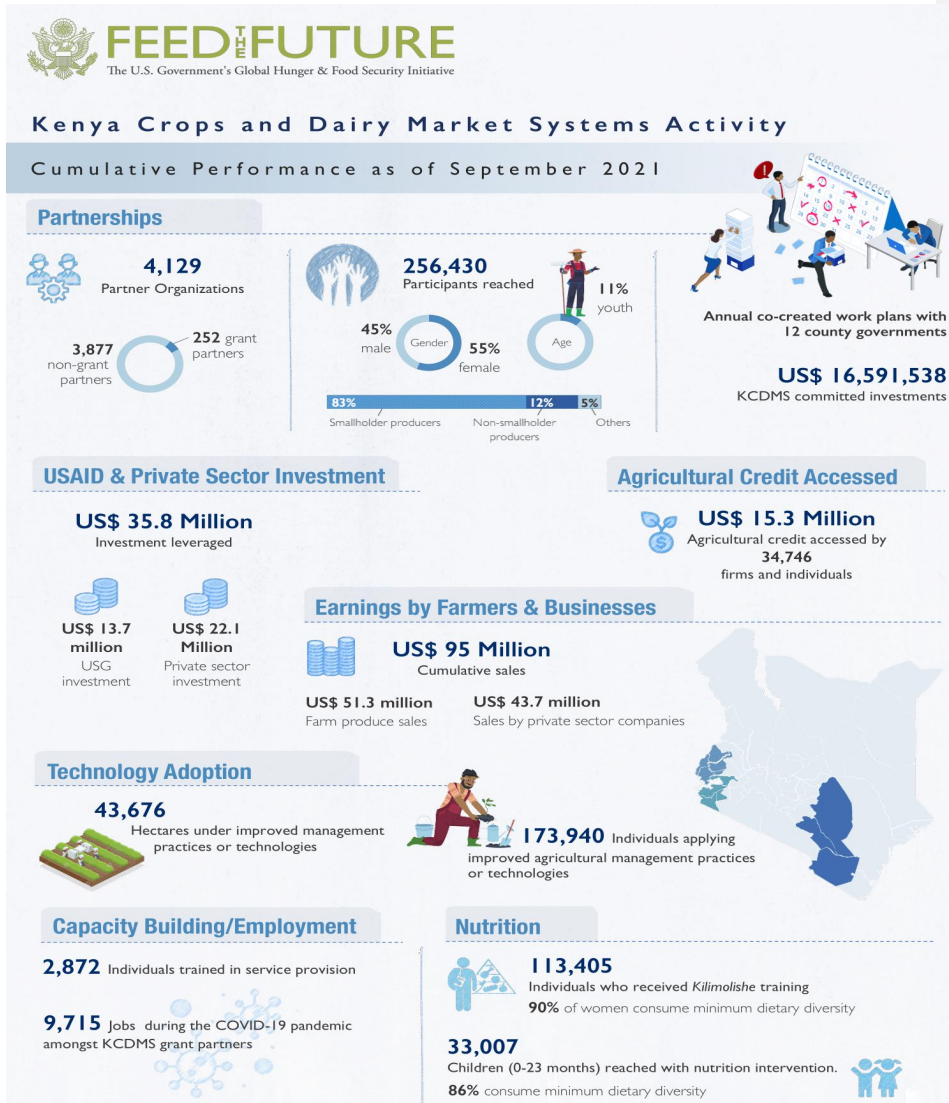 FEED THE FUTURE
The U.S. Government's Global Hunger & Food Security Initiative
Kenya Crops and Dairy Market Systems Activity
Cumulative Performance as of September 2021
Partnerships
4,129
Partner Organizations
252 grant
partners
3,877
non-grant
partners
256,430
Participants reached
11%
youth
45%
male
Gender
55%
female
Age
83%
12%
5%
Smallholder producers
Non-smallholder
producers
Others
!
Annual co-created work plans with
12 county governments
US$ 16,591,538
KCDMS committed investments
USAID & Private Sector Investment
US$ 35.8 Million
Investment leveraged
US$ 13.7
million
USG
investment
US$ 22.1
Million
Private sector
investment
Agricultural Credit Accessed
$
US$ 15.3 Million
Agricultural credit accessed by
34,746
firms and individuals
Earnings by Farmers & Businesses
US$ 95 Million
Cumulative sales
US$ 51.3 million
Farm produce sales
US$ 43.7 million
Sales by private sector companies
Technology Adoption
43,676
Hectares under improved management
practices or technologies
173,940 Individuals applying
improved agricultural management practices
or technologies
Capacity Building/Employment
2,872 Individuals trained in service provision
9,715 Jobs during the COVID-19 pandemic
amongst KCDMS grant partners
Nutrition
113,405
Individuals who received Kilimolishe training
90% of women consume minimum dietary diversity
33,007
Children (0-23 months) reached with nutrition intervention.
86% consume minimum dietary diversity